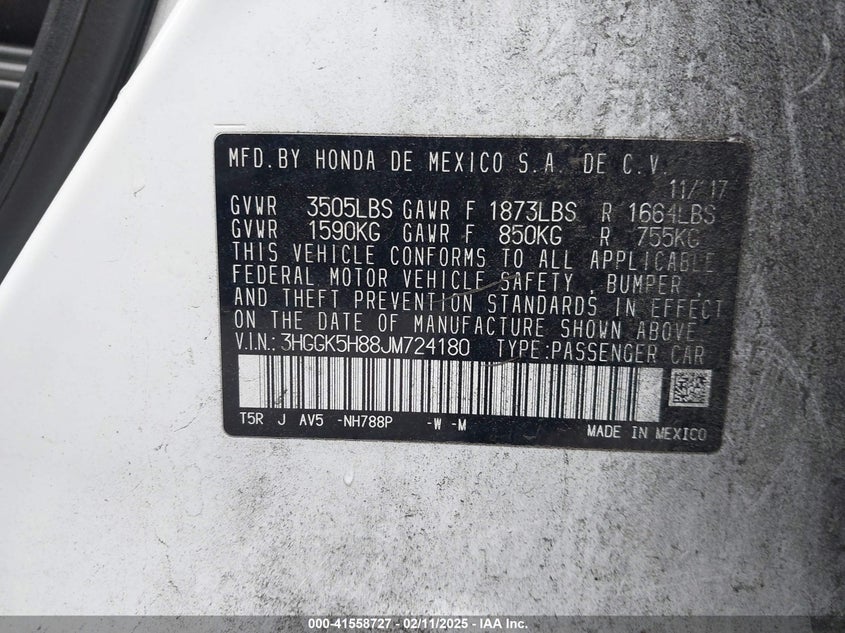 MFD.BY HONDA DE MEXICO S.A. DE C.V.
11/ 17
GVWR 3505LBS GAWR F 1873LBS R 1664LBS
GVWR 1590KG GAWR F 850KG R 755KG
THIS VEHICLE CONFORMS TO ALL APPLICABLE
FEDERAL MOTOR VEHICLE SAFETY , BUMPER ,
AND THEFT PREVENTION STANDARDS IN EFFECT
ON THE DATE OF MANUFACTURE SHOWN ABOVE
V.I.N.:3HGGK5H88JM724180 TYPE:PASSENGER CAR
T5R J AV5 -NH788P -W -M
MADE IN MEXICO
000-41558727 - 02/11/2025 - IAA Inc.